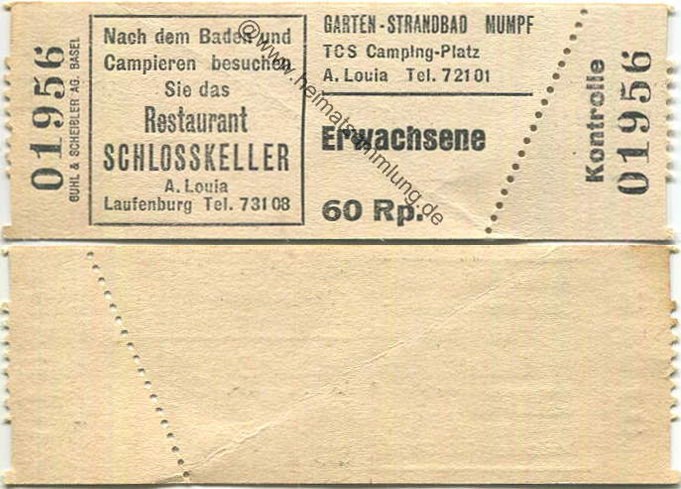 01956
GUHL & SCHEIBLER AG. BASEL
Nach dem Baden und
Campieren besuchen
Sie das
Restaurant
SCHLOSSKELLER
A. Louia
Laufenburg Tel. 73108
GARTEN-STRANDBAD MUMPF
TCS Camping-Platz
A. Louia Tel. 72101
Erwachsene
60 Rp.
Kontrolle
01956
@www.heimatsammlung.de